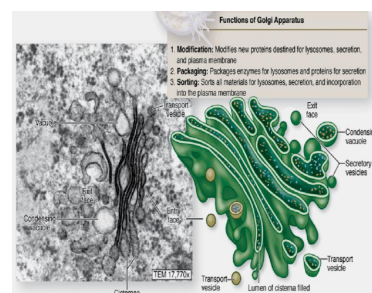 Functions of Golgi Apparatus
1. Modification: Modifies new proteins destined for lysosomes, secretion,
and plasma membrane
2. Packaging: Packages enzymes for lysosomes and proteins for secretion
3. Sorting: Sorts all materials for lysosomes, secretion, and incorporation
into the plasma membrane
Transport
vesicle
Vacuole
Exit
face
Condensing
vacuole
Entry
face
TEM 17,770x
Cisternae
Exit
face
Condensi
vacuole
Secretory
vesicles
Transport
vesicle
Transport
vesicle
Lumen of cisterna filled